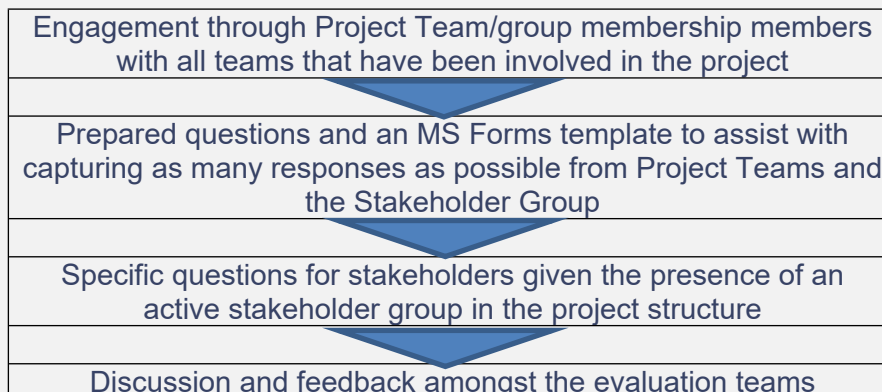 Engagement through Project Team/group membership members
with all teams that have been involved in the project
Prepared questions and an MS Forms template to assist with
capturing as many responses as possible from Project Teams and
the Stakeholder Group
Specific questions for stakeholders given the presence of an
active stakeholder group in the project structure
Discussion and feedback amongst the evaluation teams